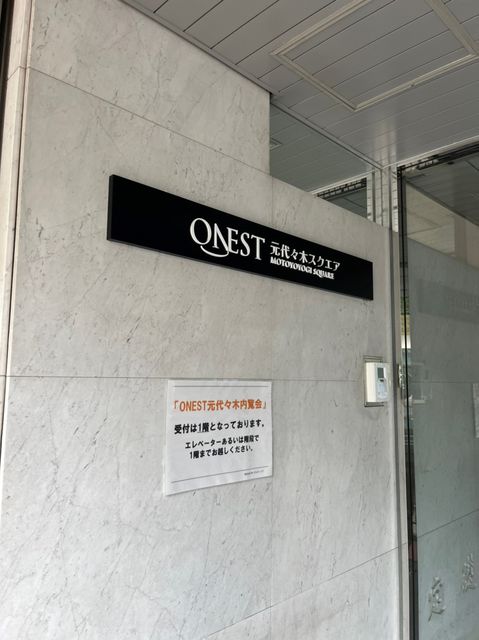 ONEST 元代々木スクエア
MOTOYOYOGI SQUARE
「ONEST元代々木内覧会」
受付は1階となっております。
エレベーターあるいは階段で
1階までお越しください。